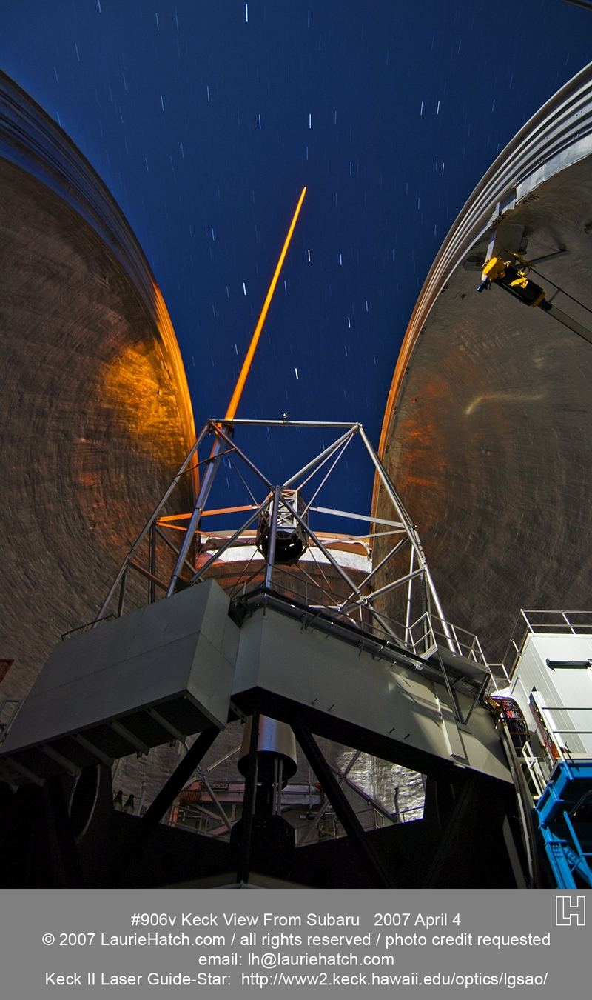 LH
#906v Keck View From Subaru 2007 April 4
© 2007 LaurieHatch.com / all rights reserved / photo credit requested
email: lh@lauriehatch.com
Keck II Laser Guide-Star: http://www2.keck.hawaii.edu/optics/lgsao/